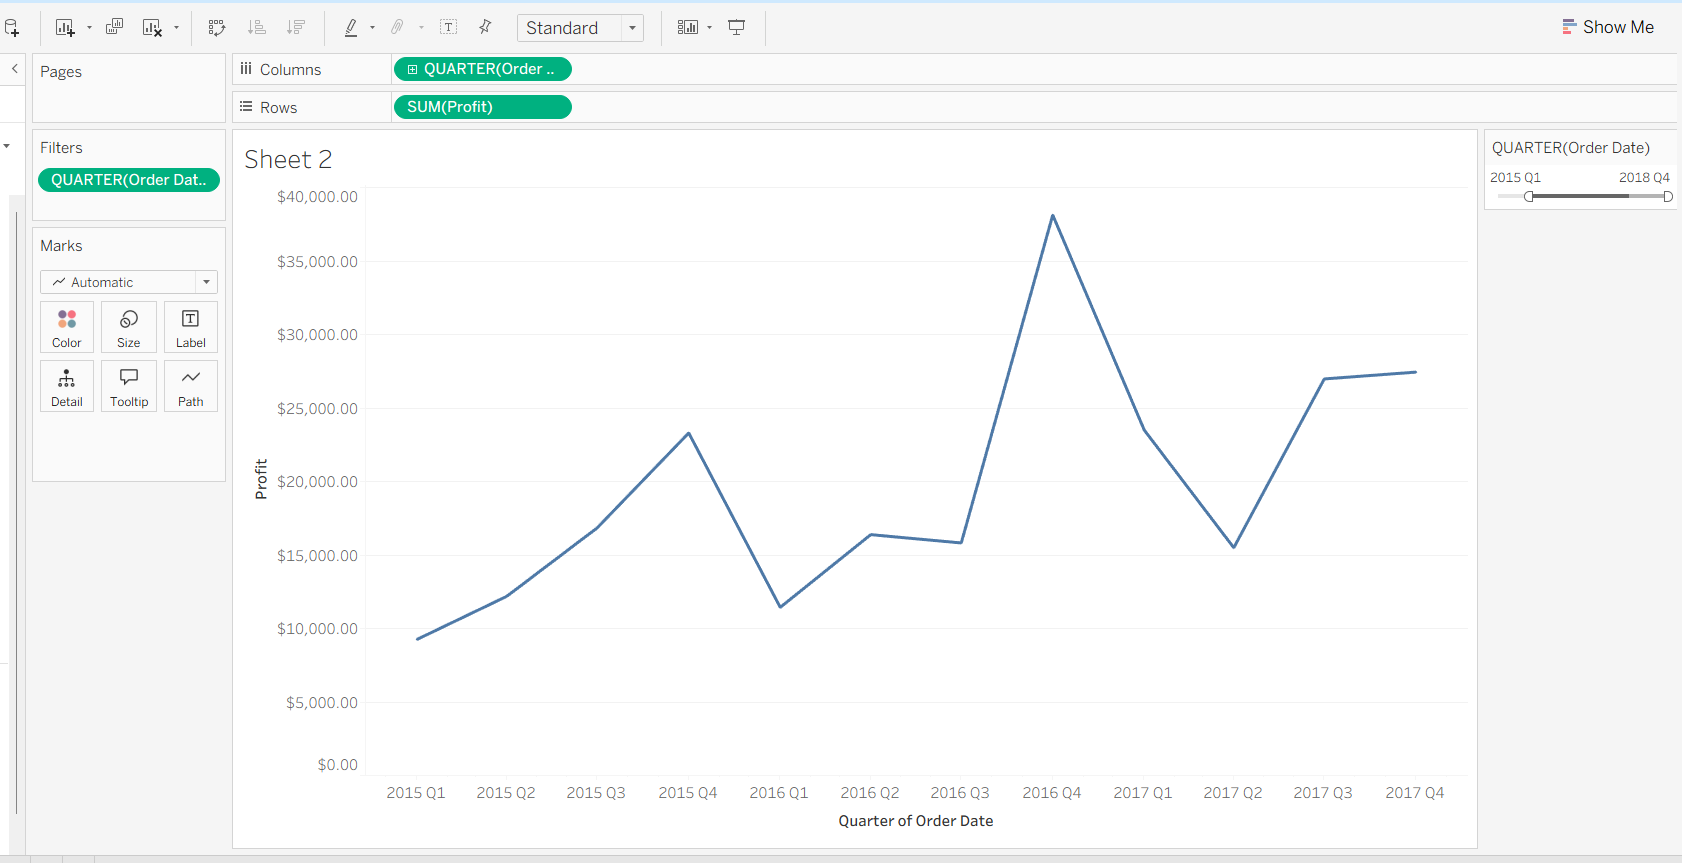 Standard
Show Me
Pages
Columns
QUARTER(Order ..
Rows
SUM(Profit)
Filters
QUARTER(Order Dat..
Marks
Automatic
Color
Size
Label
Detail
Tooltip
Path
Sheet 2
$40,000.00
$35,000.00
$30,000.00
$25,000.00
$20,000.00
$15,000.00
$10,000.00
$5,000.00
$0.00
Profit
2015 Q1 2015 Q2 2015 Q3 2015 Q4 2016 Q1 2016 Q2 2016 Q3 2016 Q4 2017 Q1 2017 Q2 2017 Q3 2017 Q4
Quarter of Order Date
QUARTER(Order Date)
2015 Q1 2018 Q4